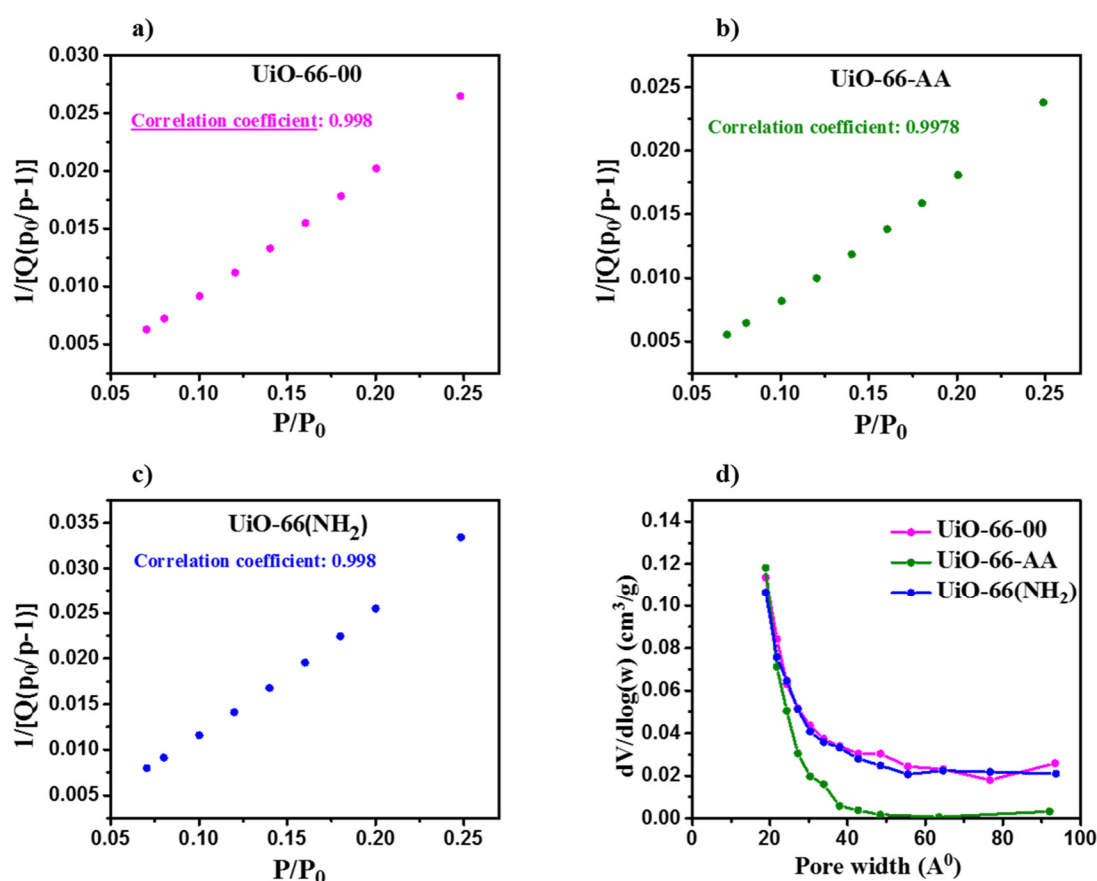 a)
UiO-66-00
Correlation coefficient: 0.998
0.030
0.025
0.020
0.015
0.010
0.005
1/[Q(p₀/p-1)]
0.05 0.10 0.15 0.20 0.25
P/P₀
b)
UiO-66-AA
Correlation coefficient: 0.9978
0.025
0.020
0.015
0.010
0.005
1/[Q(p₀/p-1)]
0.05 0.10 0.15 0.20 0.25
P/P₀
c)
UiO-66(NH₂)
Correlation coefficient: 0.998
0.035
0.030
0.025
0.020
0.015
0.010
0.005
1/[Q(p₀/p-1)]
0.05 0.10 0.15 0.20 0.25
P/P₀
d)
UiO-66-00
UiO-66-AA
UiO-66(NH₂)
0.14
0.12
0.10
0.08
0.06
0.04
0.02
0.00
dV/dlog(w) (cm³/g)
0 20 40 60 80 100
Pore width (A⁰)